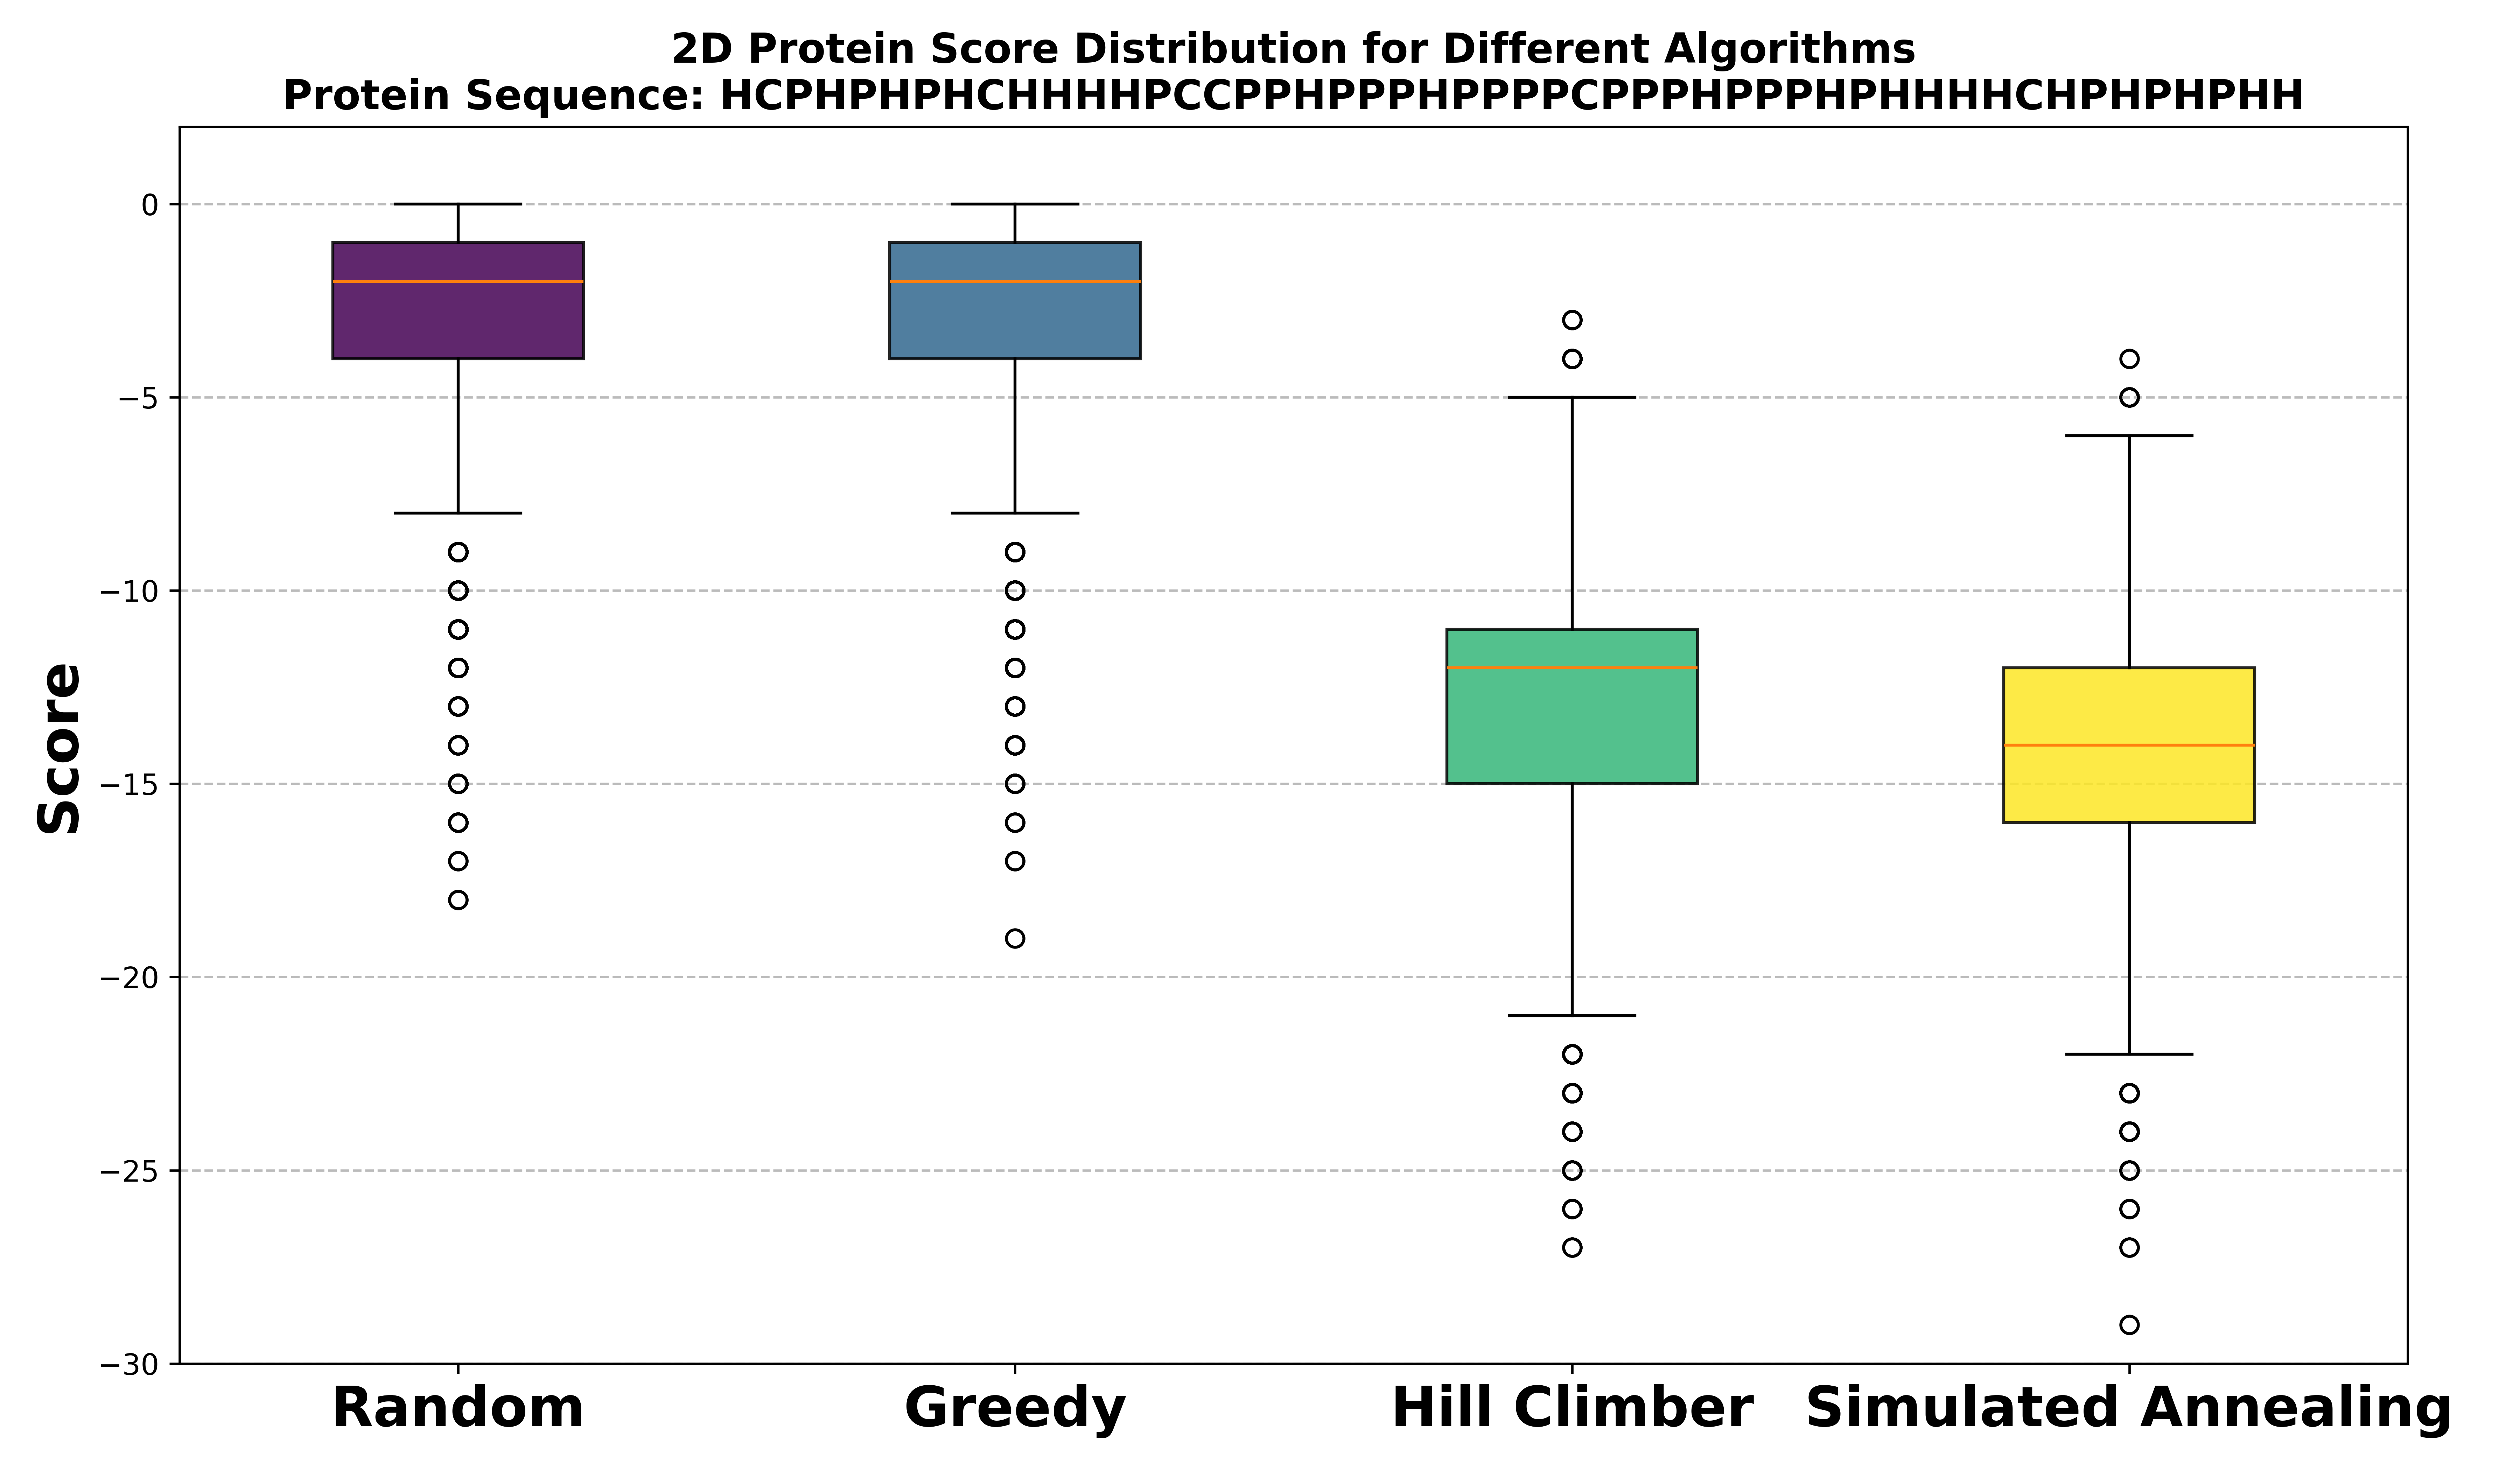 2D Protein Score Distribution for Different Algorithms
Protein Sequence: HCPHPHPHCHHHHPCCPPHPPPHPPPPCPPPHPPPHPHHHHCHPHPHPHH
0
−5
−10
−15
−20
−25
−30
Score
Random
Greedy
Hill Climber
Simulated Annealing